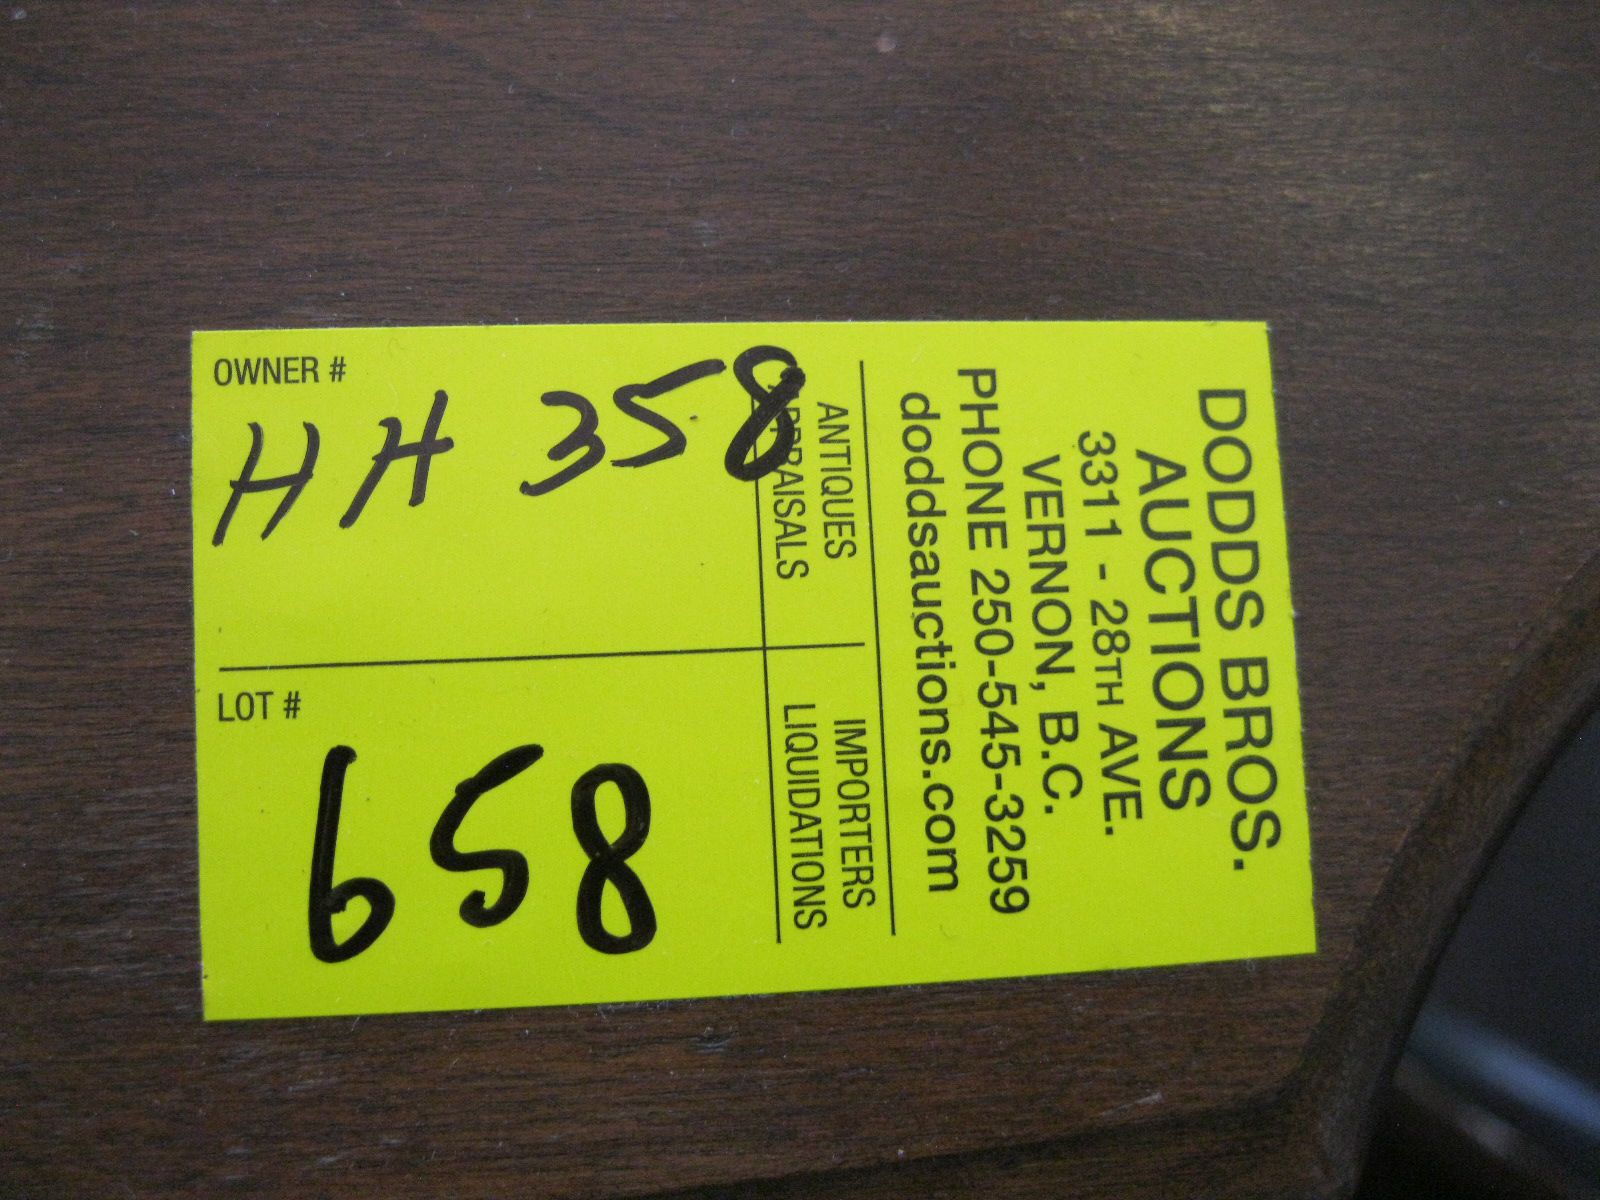 DODDS BROS.
AUCTIONS
3311 - 28TH AVE.
VERNON, B.C.
PHONE 250-545-3259
doddsauctions.com
ANTIQUES
APPRAISALS
IMPORTERS
LIQUIDATIONS
OWNER #
HH 358
LOT #
658